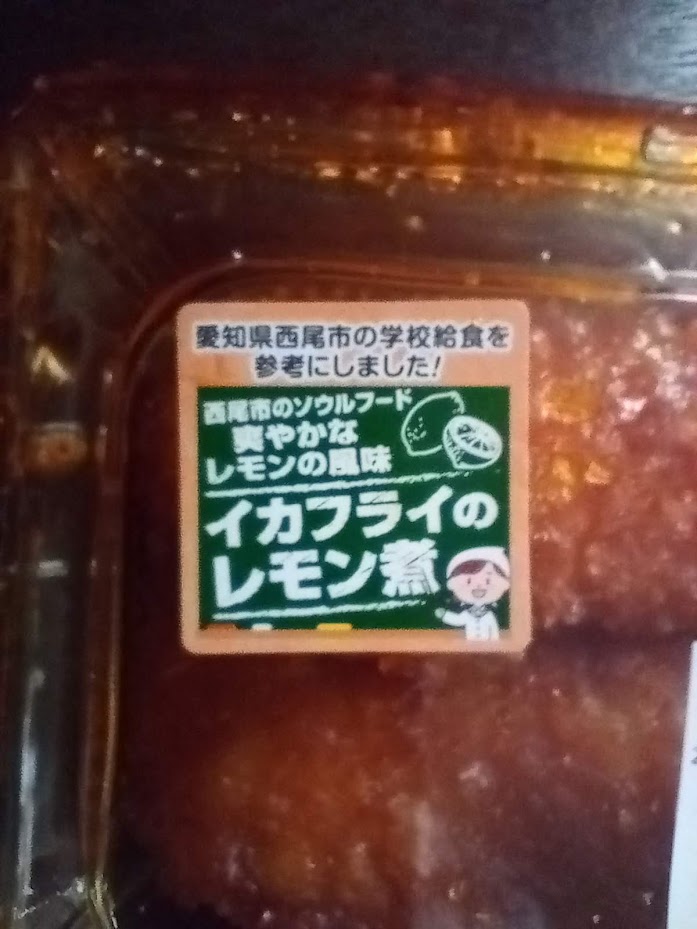 愛知県西尾市の学校給食を
参考にしました!
西尾市のソウルフード
爽やかな
レモンの風味
イカフライの
レモン煮